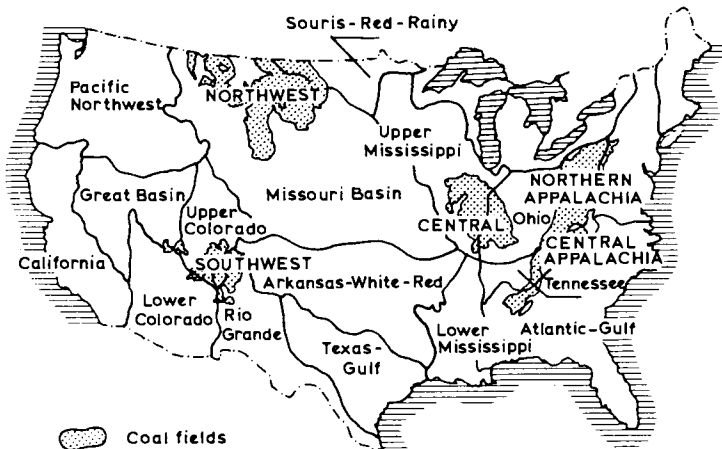 Souris-Red-Rainy
Pacific
Northwest
NORTHWEST
Upper
Mississippi
Great Basin
Missouri Basin
NORTHERN
APPALACHIA
Upper
Colorado
CENTRAL
Ohio
CENTRAL
APPALACHIA
California
SOUTHWEST
Arkansas-White-Red
Tennessee
Lower
Colorado
Rio
Grande
Texas-
Gulf
Lower
Mississippi
Atlantic-Gulf
Coal fields